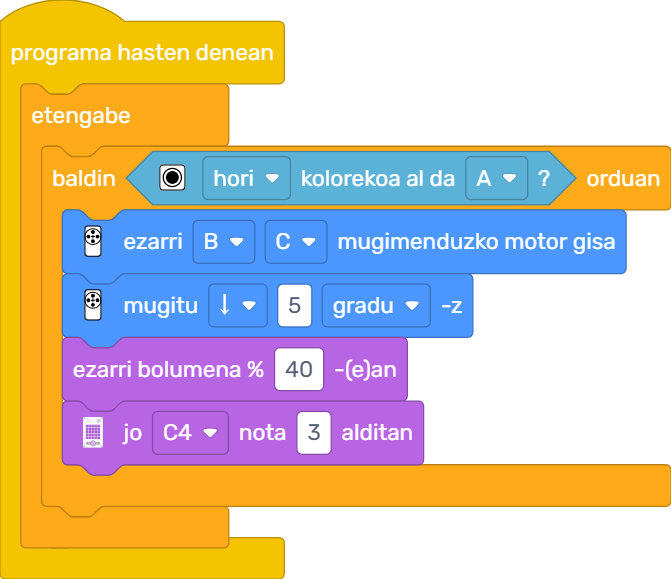 programa hasten denean
etengabe
baldin hori kolorekoa al da A ? orduan
ezarri B C mugimenduzko motor gisa
mugitu ↓ 5 gradu -z
ezarri bolumena % 40 -(e)an
jo C4 nota 3 alditan